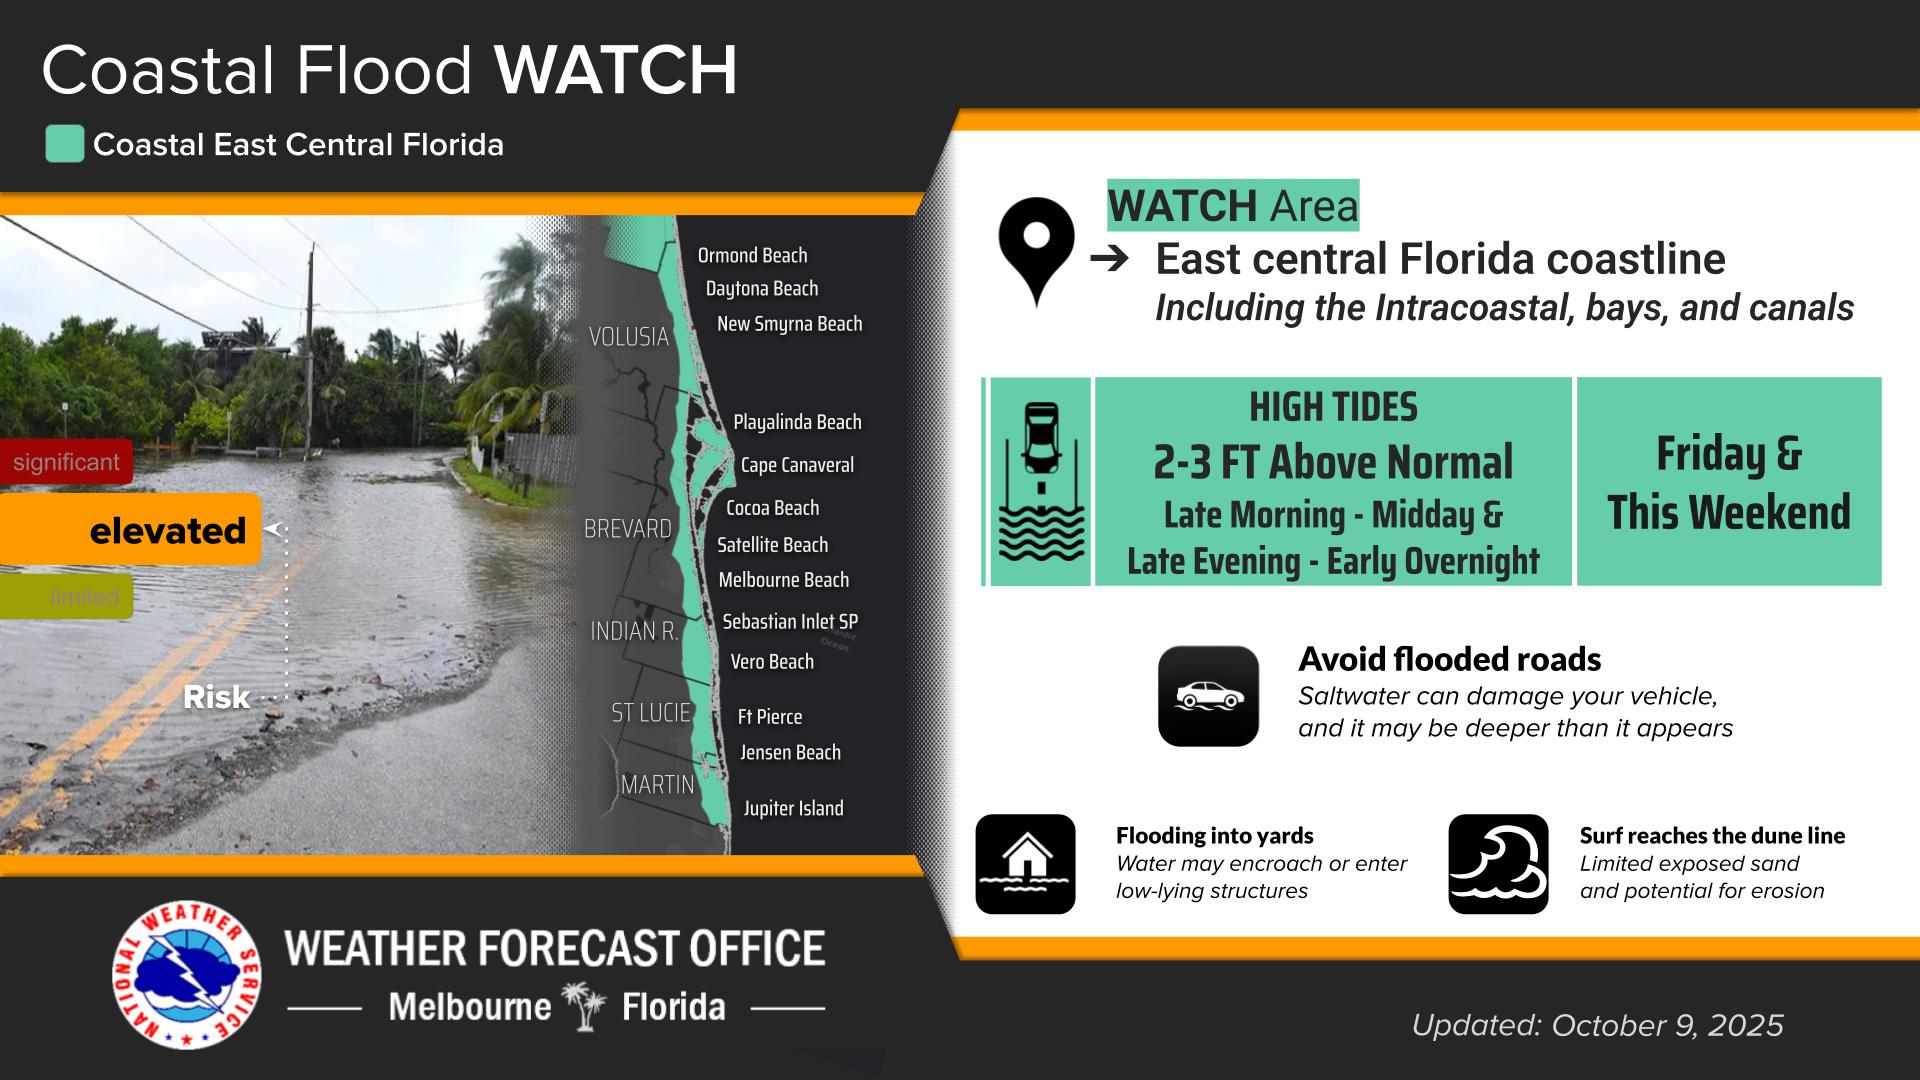 Coastal Flood WATCH
Coastal East Central Florida
Ormond Beach
Daytona Beach
New Smyrna Beach
VOLUSIA
Playalinda Beach
Cape Canaveral
Cocoa Beach
BREVARD
Satellite Beach
Melbourne Beach
Sebastian Inlet SP
INDIAN R.
Vero Beach
ST LUCIE
Ft Pierce
Jensen Beach
MARTIN
Jupiter Island
Ocean
significant
elevated
limited
Risk
WATCH Area
➔ East central Florida coastline
Including the Intracoastal, bays, and canals
HIGH TIDES
2-3 FT Above Normal
Late Morning - Midday &
Late Evening - Early Overnight
Friday &
This Weekend
Avoid flooded roads
Saltwater can damage your vehicle,
and it may be deeper than it appears
Flooding into yards
Water may encroach or enter
low-lying structures
Surf reaches the dune line
Limited exposed sand
and potential for erosion
NATIONAL WEATHER SERVICE
WEATHER FORECAST OFFICE
Melbourne Florida
Updated: October 9, 2025